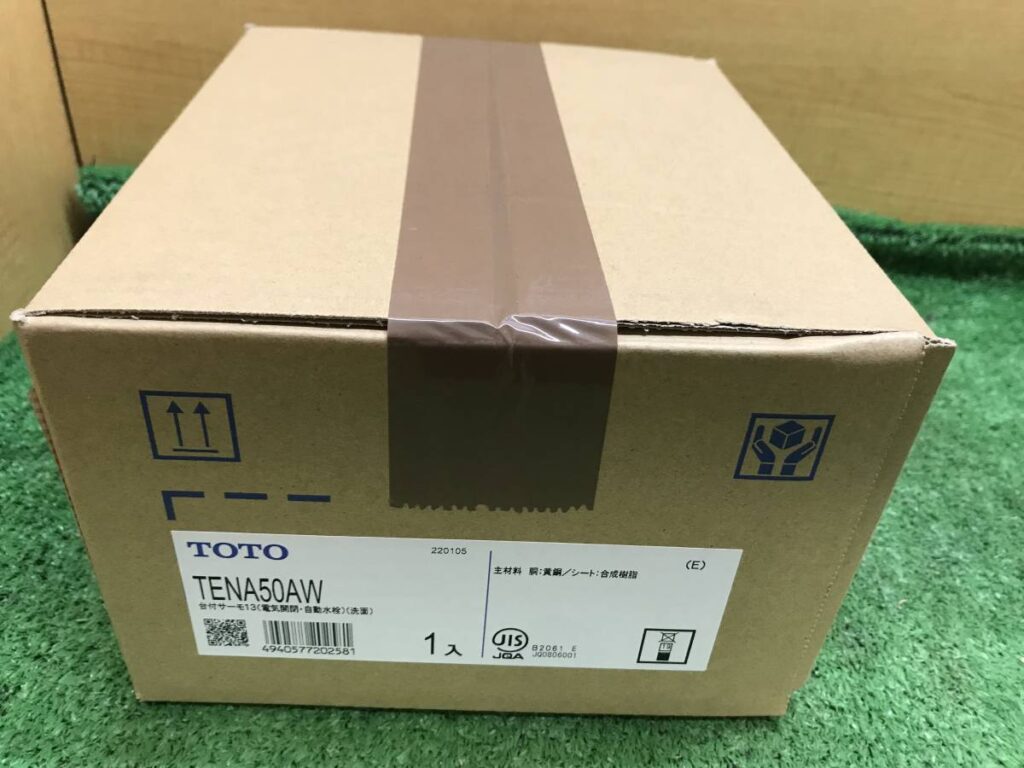 TOTO
220105
TENA50AW
台付サーモ13(電気開閉・自動水栓)(洗面)
4940577202581
1入
主材料 胴:黄銅/シート:合成樹脂
(E)
JIS
JQA
B2061 E
JQ0806001